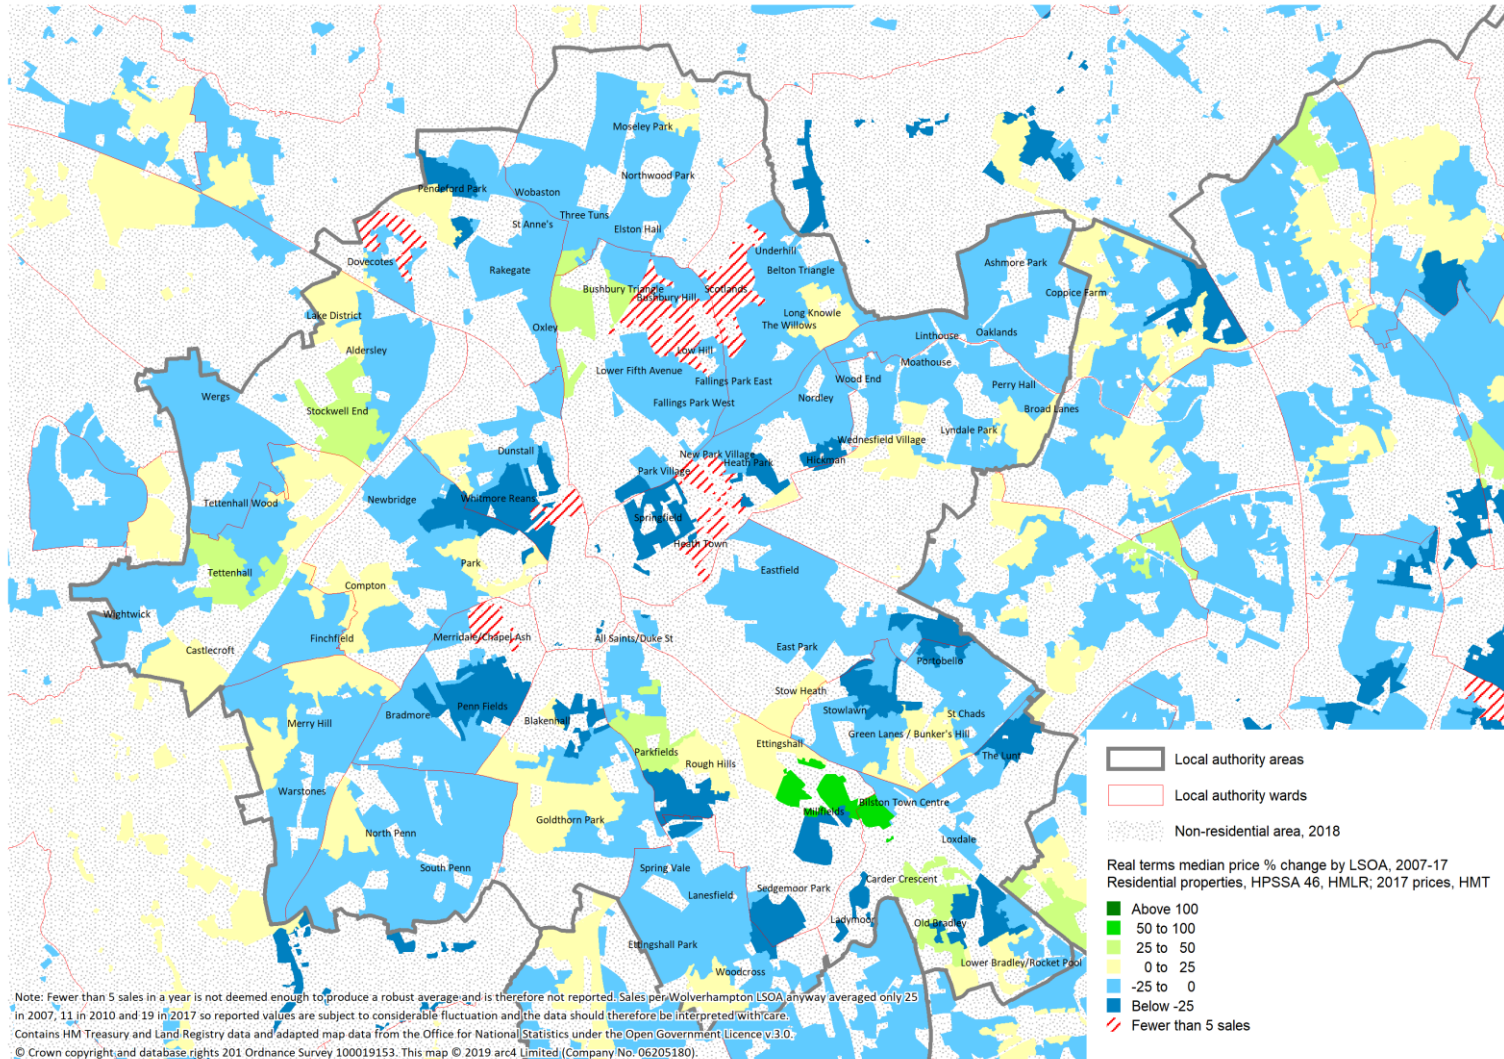 Moseley Park
Northwood Park
Pendeford Park
Wobaston
Three Tuns
St Anne's
Elston Hall
Underhill
Dovecotes
Rakegate
Belton Triangle
Ashmore Park
Bushbury Triangle
Scotlands
Bushbury Hill
Coppice Farm
Lake District
Long Knowle
Oxley
The Willows
Linthouse
Oaklands
Aldersley
Low Hill
Moathouse
Lower Fifth Avenue
Fallings Park East
Wood End
Perry Hall
Wergs
Nordley
Stockwell End
Fallings Park West
Broad Lanes
Lyndale Park
Wednesfield Village
Dunstall
New Park Village
Heath Park
Hickman
Park Village
Tettenhall Wood
Newbridge
Whitmore Reans
Springfield
Heath Town
Park
Eastfield
Tettenhall
Compton
Wightwick
Finchfield
Merridale/Chapel Ash
All Saints/Duke St
East Park
Castlecroft
Portobello
Stow Heath
Penn Fields
Stowlawn
Bradmore
St Chads
Merry Hill
Blakenhall
Green Lanes / Bunker's Hill
Ettingshall
Parkfields
The Lunt
Rough Hills
Warstones
Bilston Town Centre
Millfields
Goldthorn Park
North Penn
Loxdale
South Penn
Spring Vale
Carder Crescent
Sedgemoor Park
Lanesfield
Ladymoor
Old Bradley
Ettingshall Park
Lower Bradley/Rocket Pool
Woodcross
Local authority areas
Local authority wards
Non-residential area, 2018
Real terms median price % change by LSOA, 2007-17
Residential properties, HPSSA 46, HMLR; 2017 prices, HMT
Above 100
50 to 100
25 to 50
0 to 25
-25 to 0
Below -25
Fewer than 5 sales
Note: Fewer than 5 sales in a year is not deemed enough to produce a robust average and is therefore not reported. Sales per Wolverhampton LSOA anyway averaged only 25
in 2007, 11 in 2010 and 19 in 2017 so reported values are subject to considerable fluctuation and the data should therefore be interpreted with care.
Contains HM Treasury and Land Registry data and adapted map data from the Office for National Statistics under the Open Government Licence v.3.0.
© Crown copyright and database rights 201 Ordnance Survey 100019153. This map © 2019 arc4 Limited (Company No. 06205180).